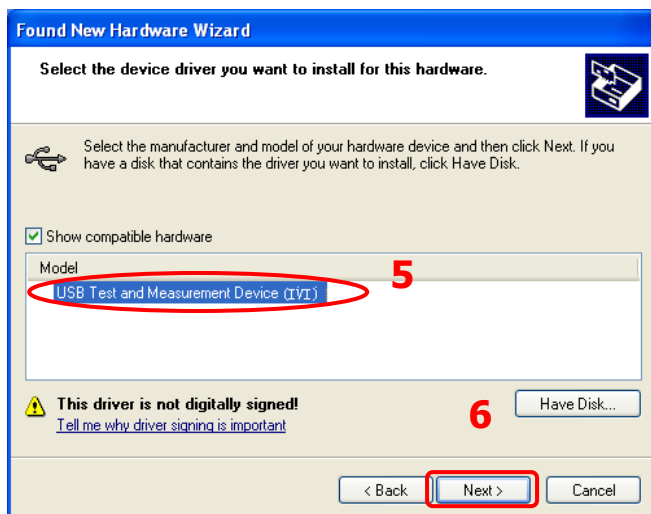 Found New Hardware Wizard
Select the device driver you want to install for this hardware.
Select the manufacturer and model of your hardware device and then click Next. If you
have a disk that contains the driver you want to install, click Have Disk.
Show compatible hardware
Model
5
USB Test and Measurement Device (IVI)
This driver is not digitally signed!
Tell me why driver signing is important
6
Have Disk...
< Back
Next >
Cancel